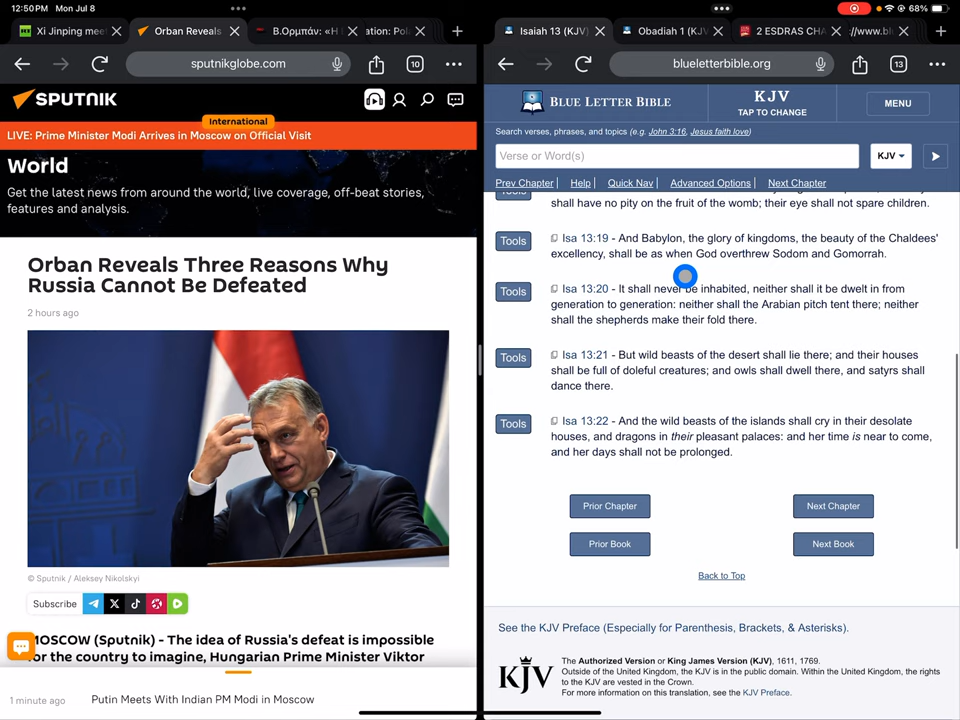 12:50 PM Mon Jul 8
68%
Xi Jinping mee
Orban Reveals
Β.Ορμπάν: «Η
ation: Pol
sputnikglobe.com
10
SPUTNIK
International
LIVE: Prime Minister Modi Arrives in Moscow on Official Visit
World
Get the latest news from around the world, live coverage, off-beat stories,
features and analysis.
Orban Reveals Three Reasons Why
Russia Cannot Be Defeated
2 hours ago
© Sputnik / Aleksey Nikolskyi
Subscribe
MOSCOW (Sputnik) - The idea of Russia's defeat is impossible
for the country to imagine, Hungarian Prime Minister Viktor
1 minute ago Putin Meets With Indian PM Modi in Moscow
Isaiah 13 (KJV)
Obadiah 1 (KJV
2 ESDRAS CHA
://www.bl
blueletterbible.org
13
BLUE LETTER BIBLE
KJV
TAP TO CHANGE
MENU
Search verses, phrases, and topics (e.g. John 3:16, Jesus faith love)
Verse or Word(s)
KJV
Prev Chapter | Help | Quick Nav | Advanced Options | Next Chapter
Tools
shall have no pity on the fruit of the womb; their eye shall not spare children.
Tools
Isa 13:19 - And Babylon, the glory of kingdoms, the beauty of the Chaldees'
excellency, shall be as when God overthrew Sodom and Gomorrah.
Tools
Isa 13:20 - It shall never be inhabited, neither shall it be dwelt in from
generation to generation: neither shall the Arabian pitch tent there; neither
shall the shepherds make their fold there.
Tools
Isa 13:21 - But wild beasts of the desert shall lie there; and their houses
shall be full of doleful creatures; and owls shall dwell there, and satyrs shall
dance there.
Tools
Isa 13:22 - And the wild beasts of the islands shall cry in their desolate
houses, and dragons in their pleasant palaces: and her time is near to come,
and her days shall not be prolonged.
Prior Chapter
Next Chapter
Prior Book
Next Book
Back to Top
See the KJV Preface (Especially for Parenthesis, Brackets, & Asterisks).
KJV
The Authorized Version or King James Version (KJV), 1611, 1769.
Outside of the United Kingdom, the KJV is in the public domain. Within the United Kingdom, the rights
to the KJV are vested in the Crown.
For more information on this translation, see the KJV Preface.